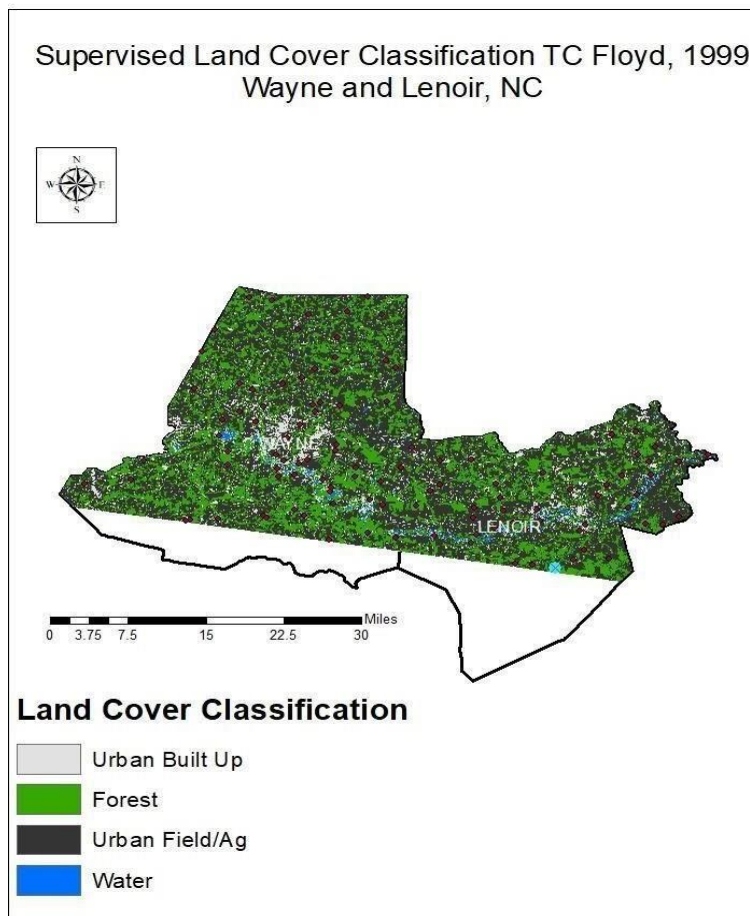 Supervised Land Cover Classification TC Floyd, 1999
Wayne and Lenoir, NC
N
W E
S
WAYNE
LENOIR
Miles
0 3.75 7.5 15 22.5 30
Land Cover Classification
Urban Built Up
Forest
Urban Field/Ag
Water